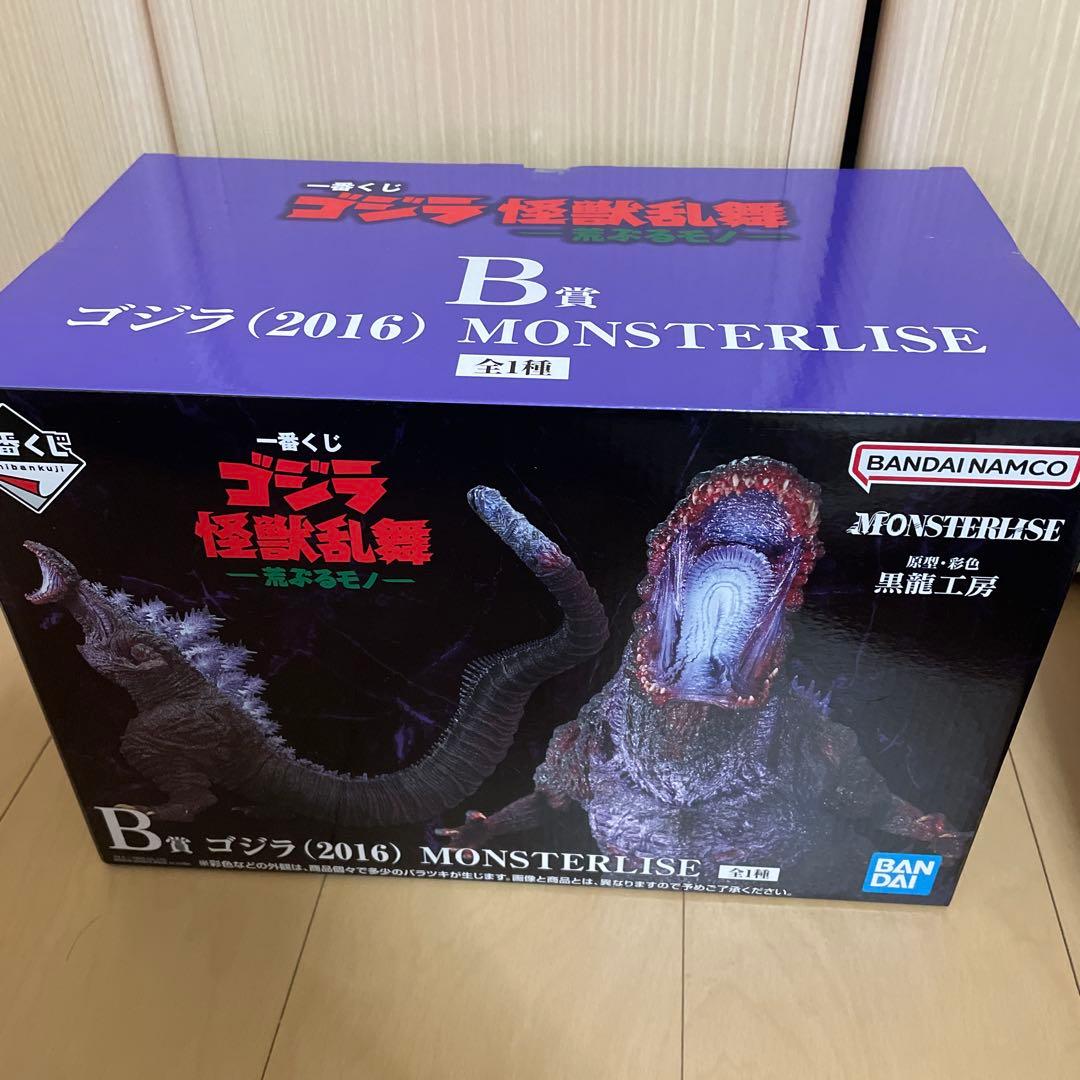 一番くじ
ゴジラ 怪獣乱舞
―荒ぶるモノ―
B賞
ゴジラ（2016） MONSTERLISE
全1種
番くじ
hibankuji
一番くじ
ゴジラ
怪獣乱舞
―荒ぶるモノ―
BANDAI NAMCO
MONSTERLISE
原型・彩色
黒龍工房
B賞 ゴジラ（2016） MONSTERLISE 全1種
※彩色などの外観は、商品個々で多少のバラツキが生じます。画像と商品とは、異なりますので予めご了承ください。
BAN
DAI